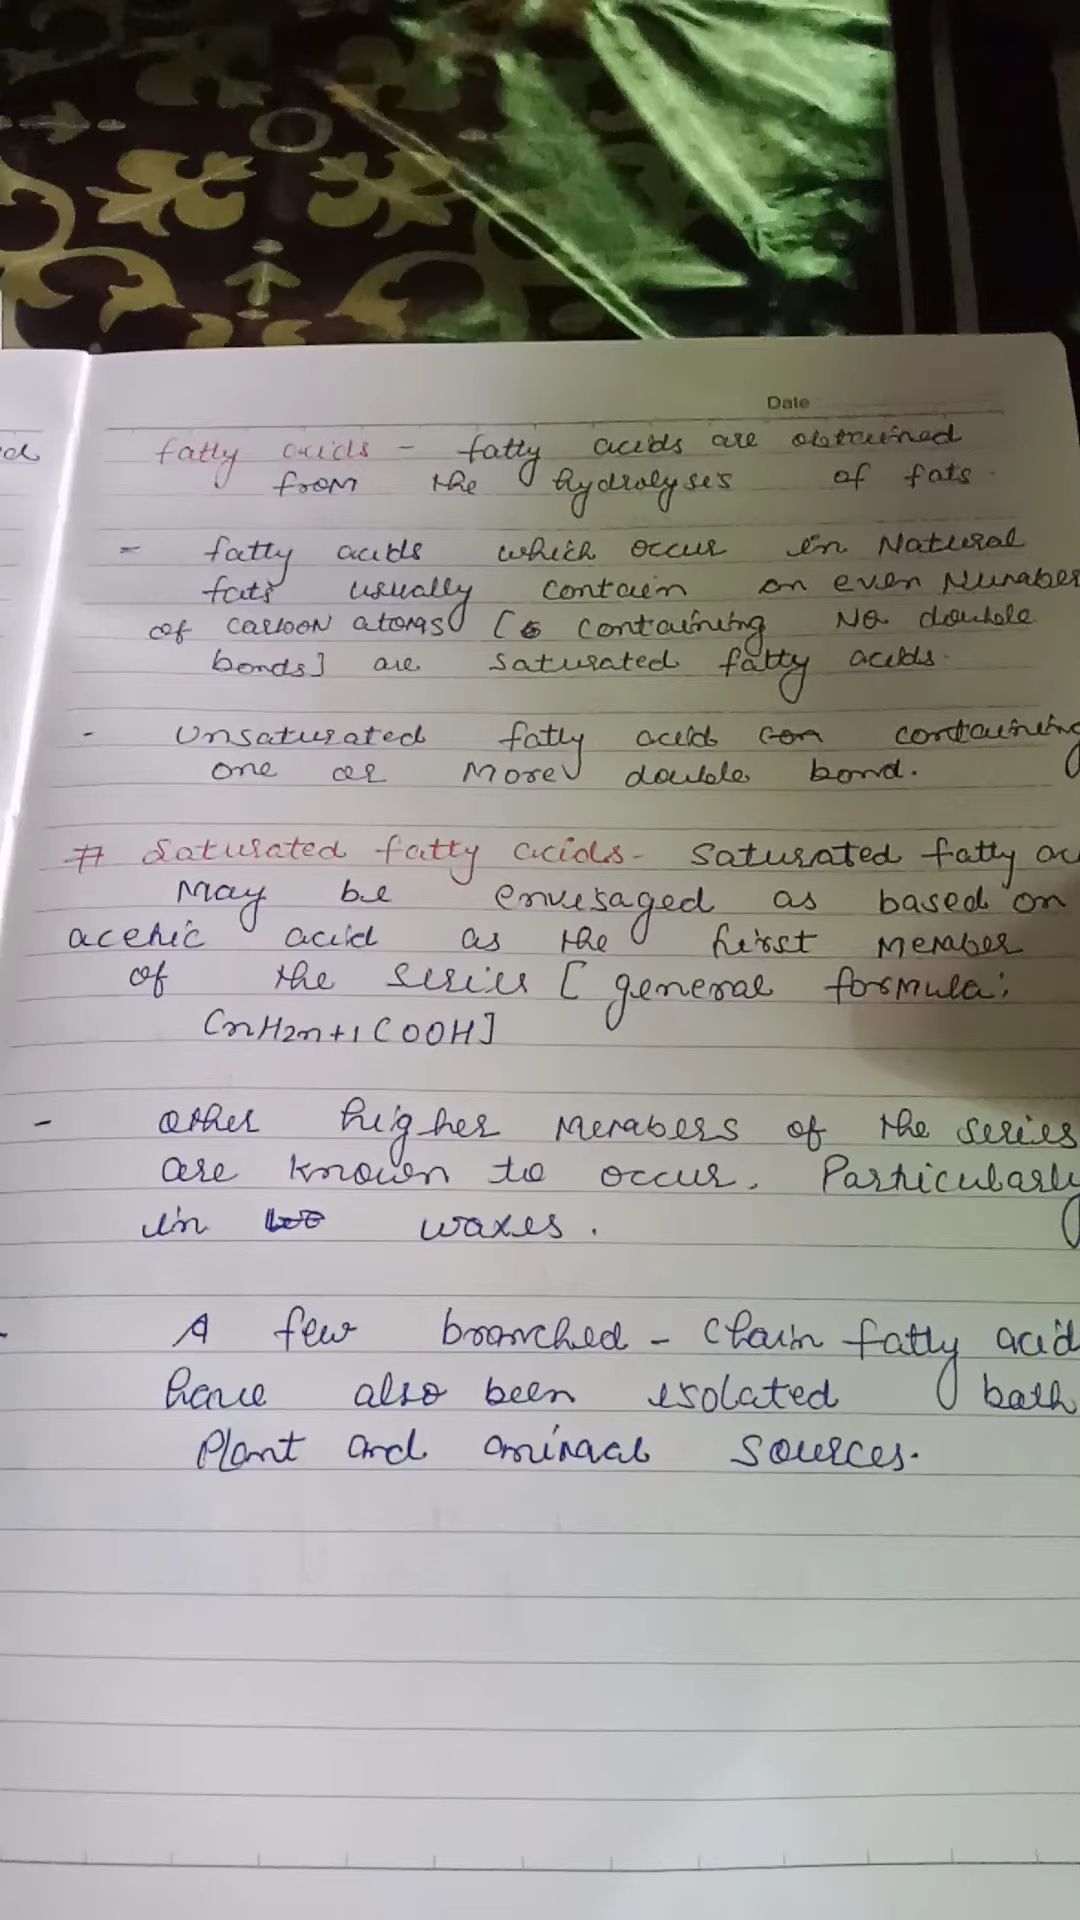 Date
ed
fatty acids - fatty acids are obtained
from the hydrolyses of fats
- fatty acids which occur in Natural
fats usually contain an even Number
of carbon atoms [ containing No double
bonds] are saturated fatty acids.
- Unsaturated fatty acid con containing
one or More double bond.
# Saturated fatty acids - Saturated fatty ac
May be envisaged as based on
acetic acid as the first Member
of the series [ general formula:
CnH2n+1COOH]
- other higher Members of the series
are known to occur. Particularly
in waxes.
- A few branched - chain fatty acid
have also been isolated both
Plant and animal sources.